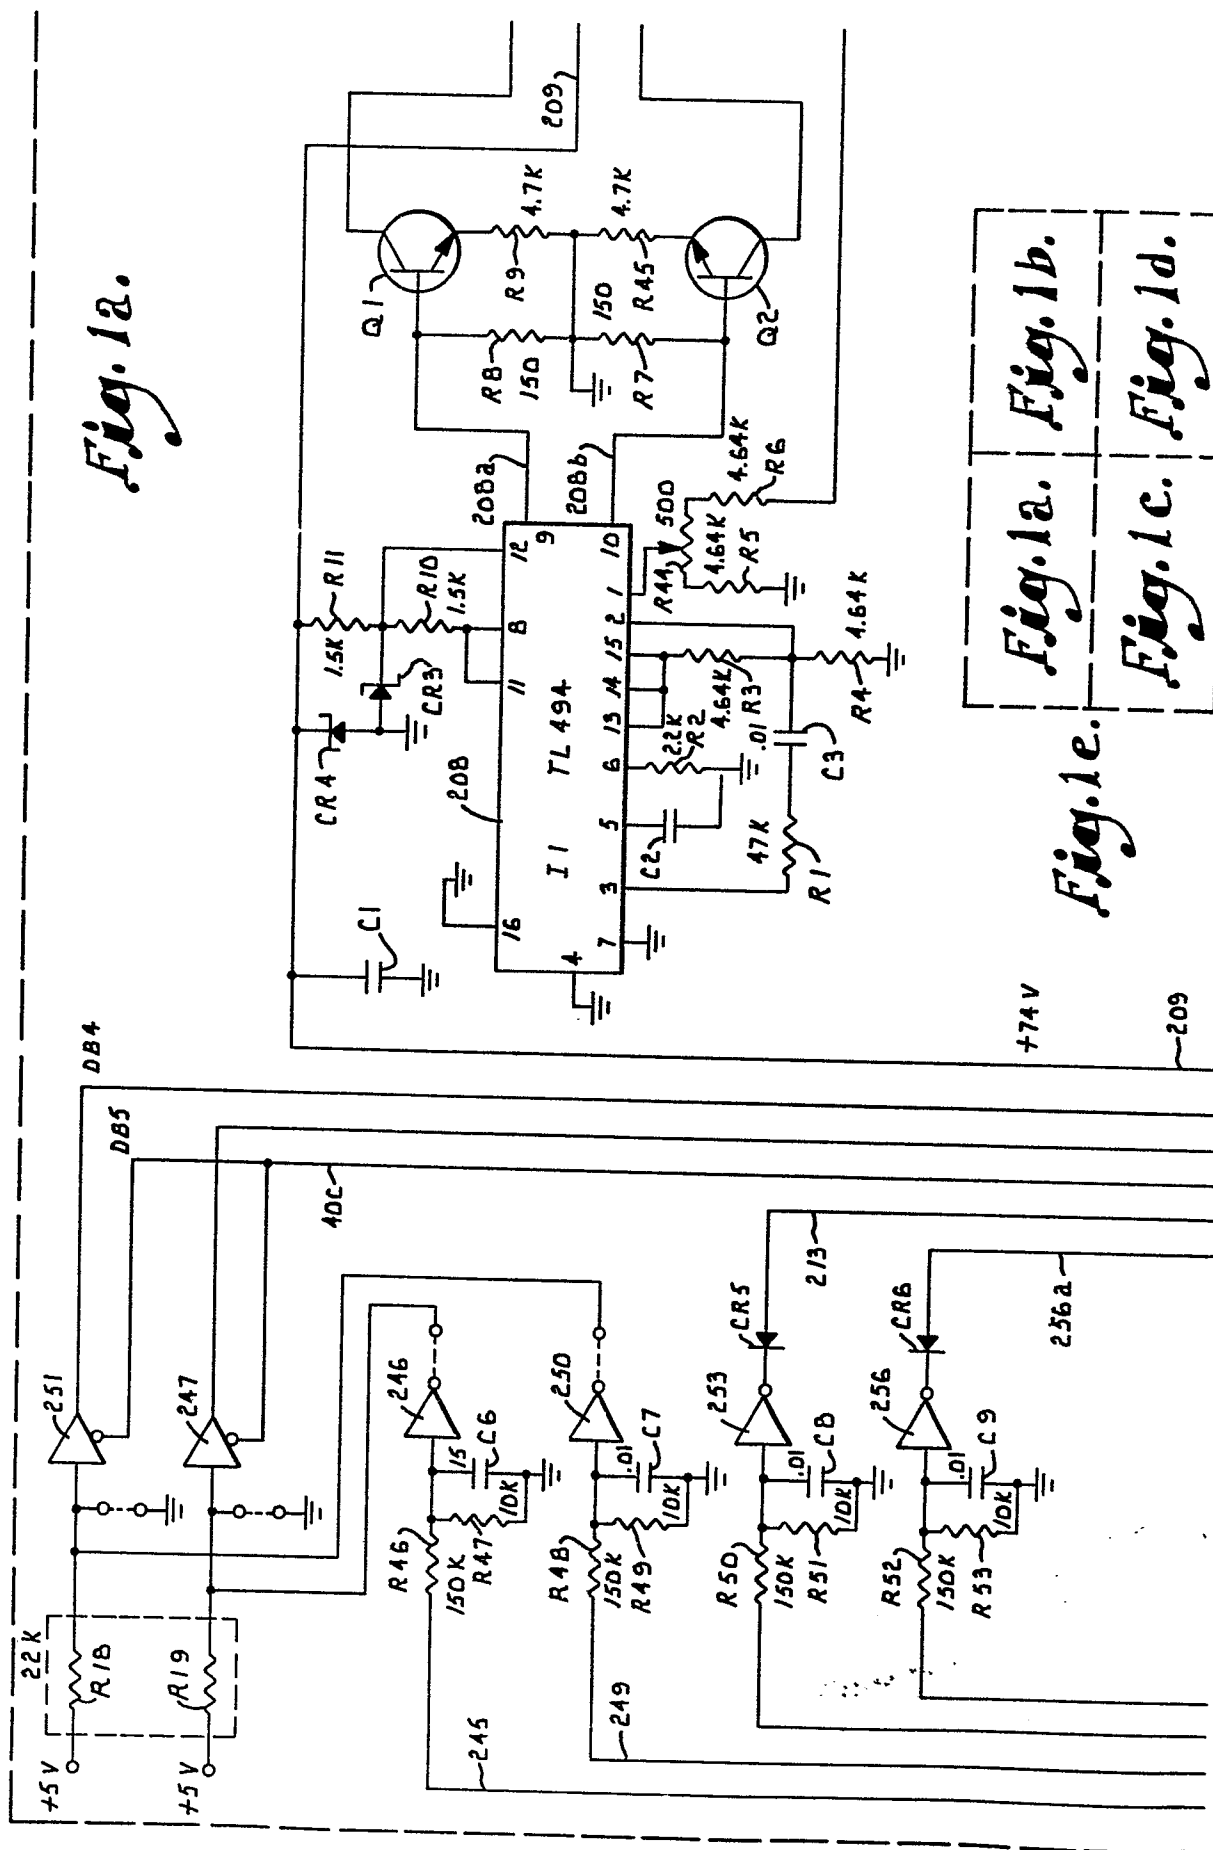 Fig. 1a.
+5V
22K
R18
251
DB4
+5V
R19
247
DB5
40C
245
R46
150K
R47
10K
.15
C6
246
249
R48
150K
R49
10K
.01
C7
250
R50
150K
R51
10K
.01
C8
253
CR5
213
R52
150K
R53
10K
.01
C9
256
CR6
256a
C1
CR4
CR3
R11
1.5K
R10
1.5K
208
16
11
8
12
4
I1
TL494
9
10
7
3
5
6
13
14
15
2
1
208a
208b
C2
2.2K
R2
4.64K
R3
.01
C3
47K
R1
R4
4.64K
R44
500
4.64K
R5
4.64K
R6
Q1
R8
150
R9
4.7K
R7
150
R45
4.7K
Q2
209
+74V
209
Fig. 1e.
Fig. 1a.
Fig. 1b.
Fig. 1c.
Fig. 1d.